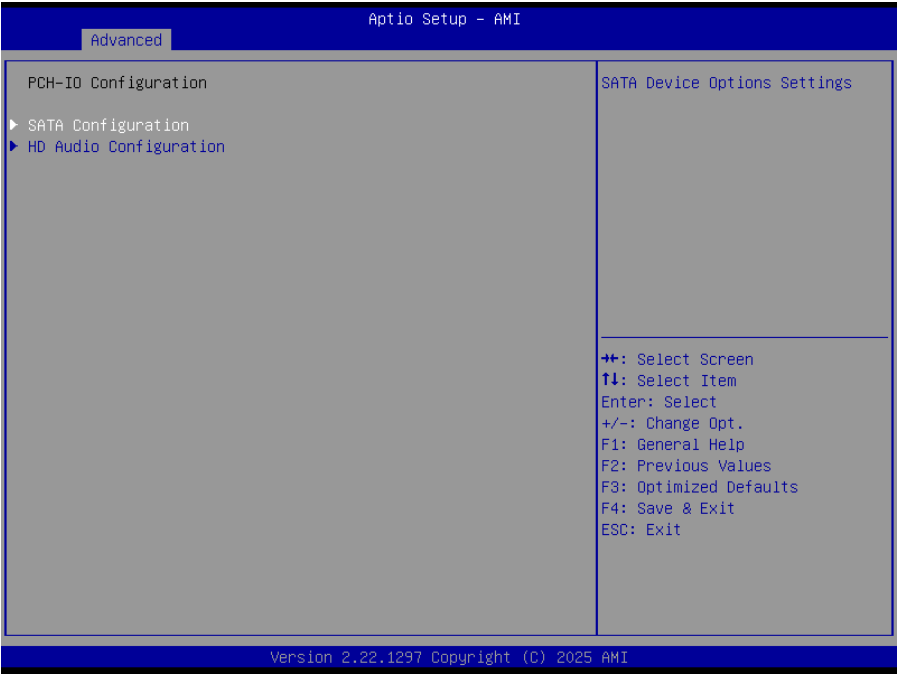 Aptio Setup – AMI
Advanced
PCH-IO Configuration
SATA Configuration
HD Audio Configuration
SATA Device Options Settings
→←: Select Screen
↑↓: Select Item
Enter: Select
+/-: Change Opt.
F1: General Help
F2: Previous Values
F3: Optimized Defaults
F4: Save & Exit
ESC: Exit
Version 2.22.1297 Copyright (C) 2025 AMI